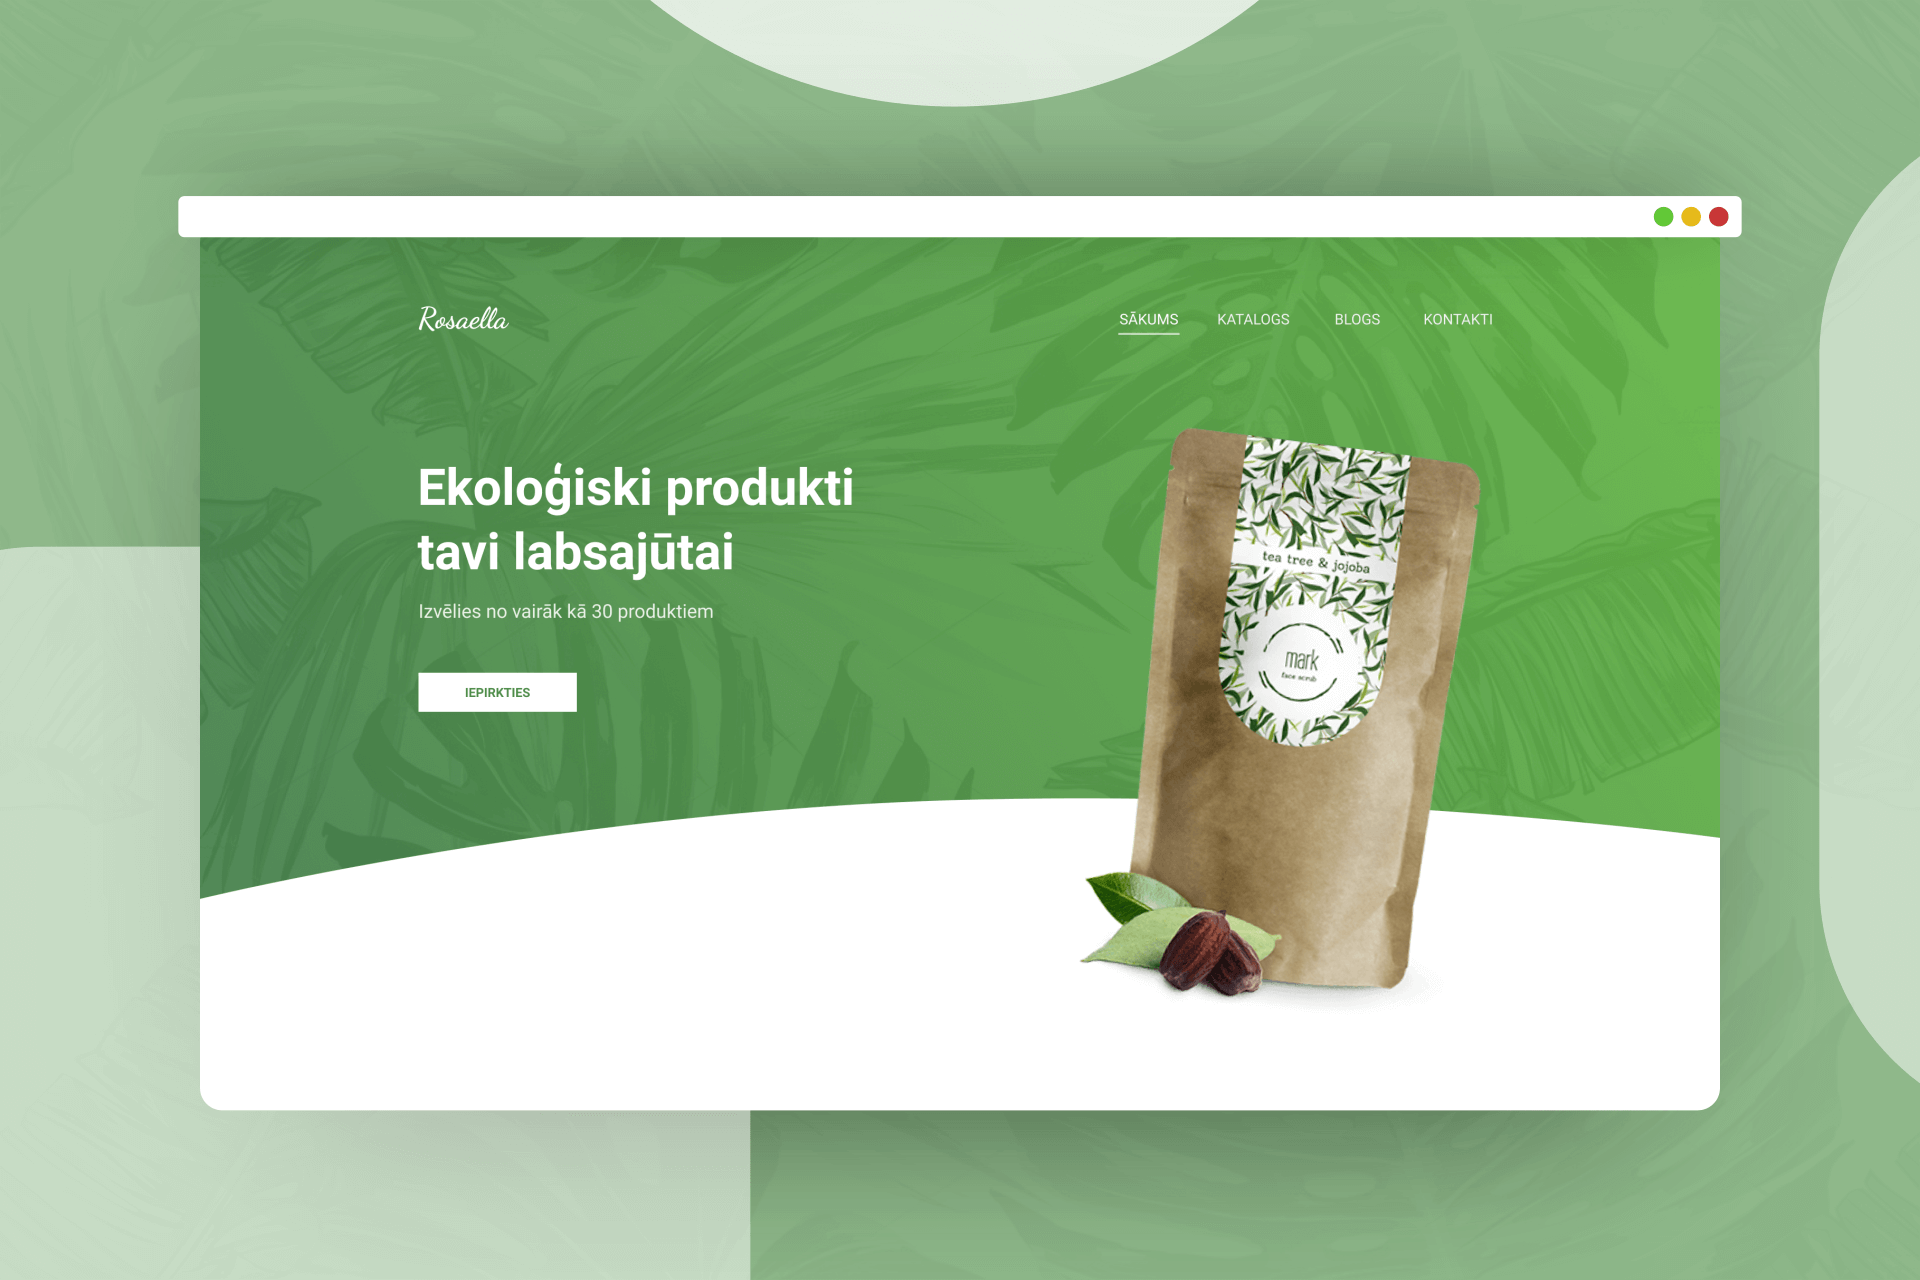 Rosaella
SĀKUMS
KATALOGS
BLOGS
KONTAKTI
Ekoloģiski produkti
tavi labsajūtai
Izvēlies no vairāk kā 30 produktiem
IEPIRKTIES
tea tree & jojoba
mark
face scrub